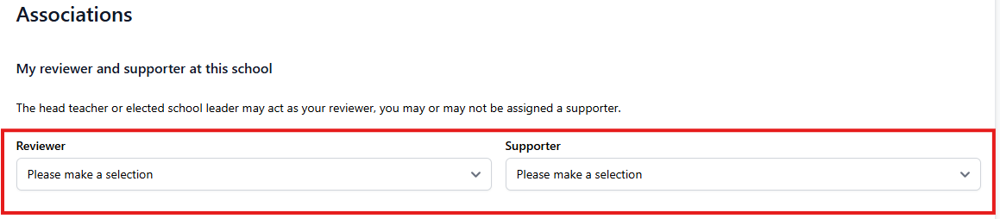 Associations
My reviewer and supporter at this school
The head teacher or elected school leader may act as your reviewer, you may or may not be assigned a supporter.
Reviewer
Supporter
Please make a selection
Please make a selection